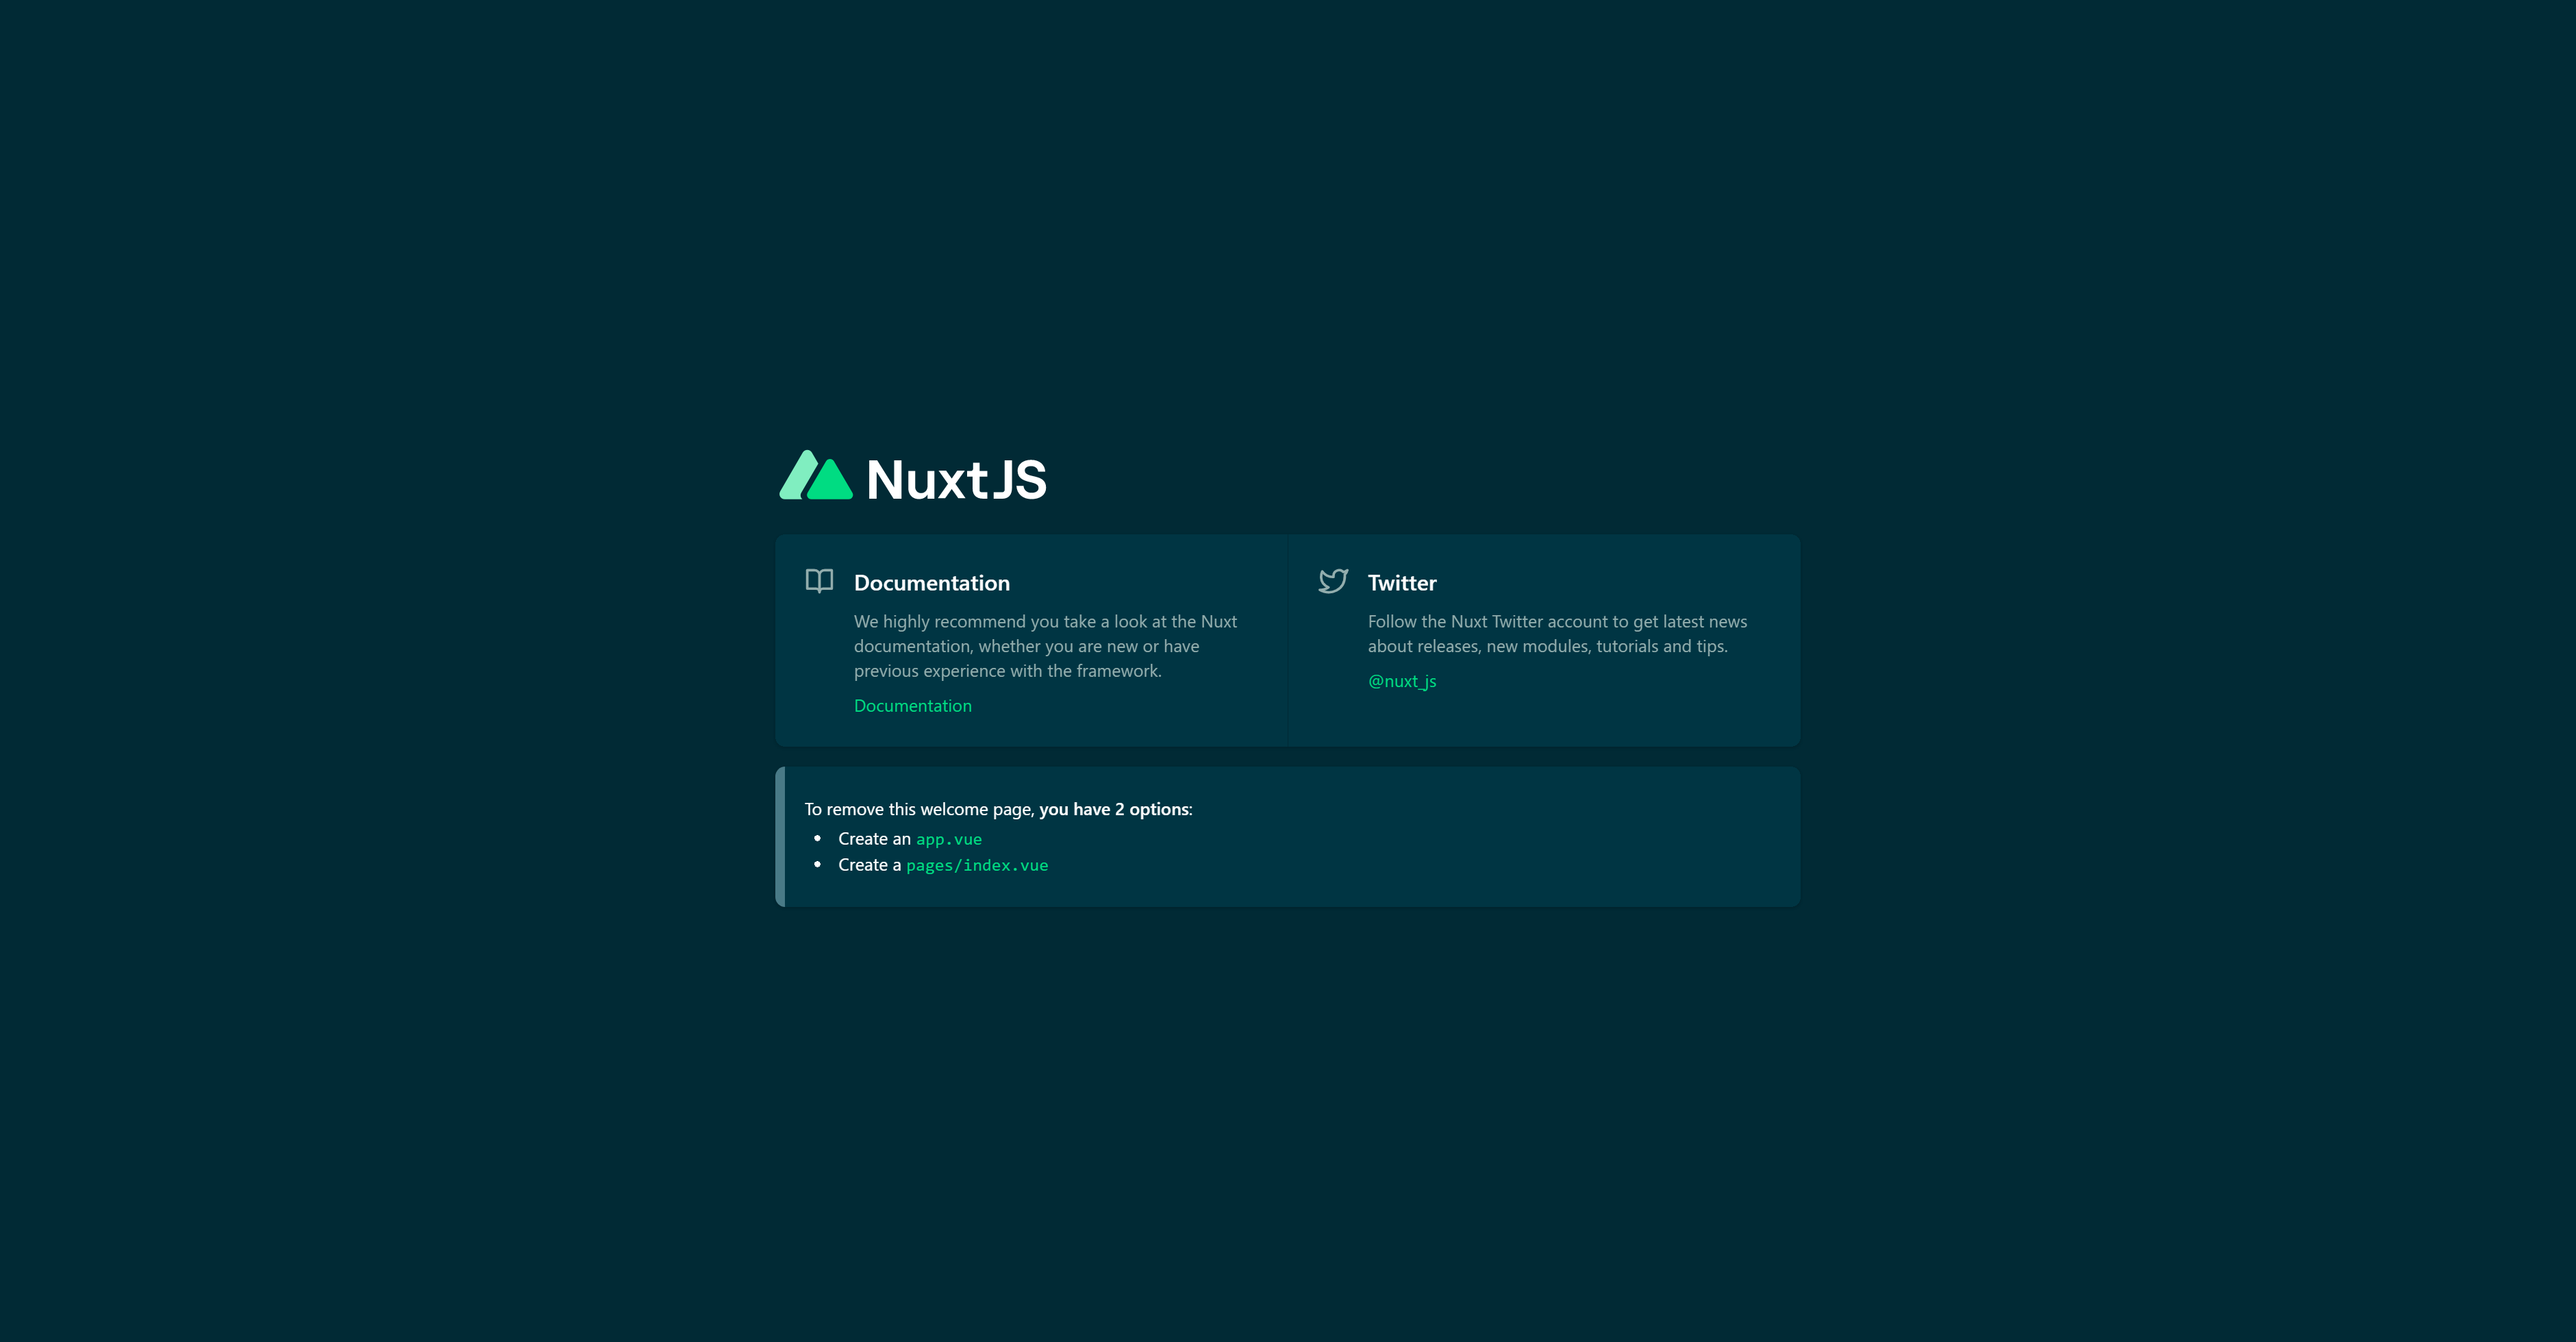 NuxtJS
Documentation
We highly recommend you take a look at the Nuxt
documentation, whether you are new or have
previous experience with the framework.
Documentation
Twitter
Follow the Nuxt Twitter account to get latest news
about releases, new modules, tutorials and tips.
@nuxt_js
To remove this welcome page, you have 2 options:
• Create an app.vue
• Create a pages/index.vue